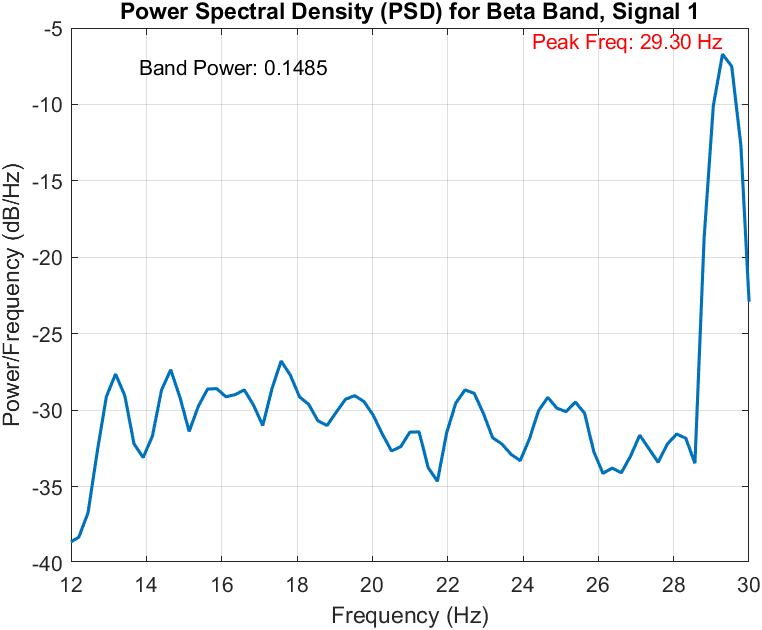 Power Spectral Density (PSD) for Beta Band, Signal 1
Peak Freq: 29.30 Hz
Band Power: 0.1485
Power/Frequency (dB/Hz)
-5
-10
-15
-20
-25
-30
-35
-40
12 14 16 18 20 22 24 26 28 30
Frequency (Hz)